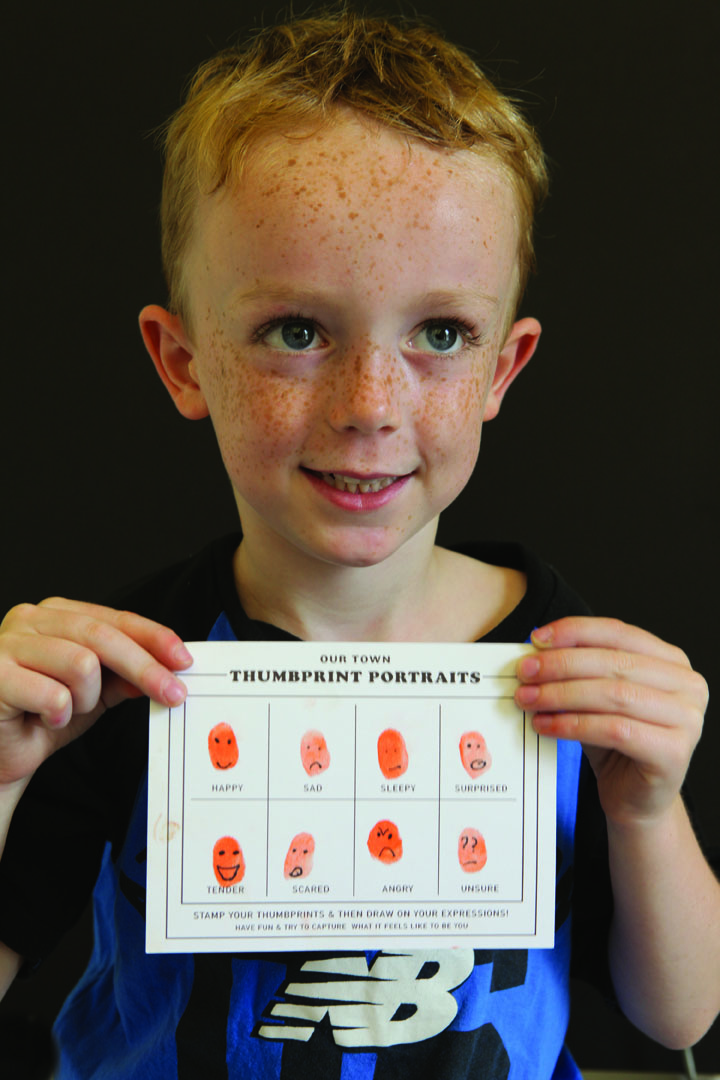 OUR TOWN
THUMBPRINT PORTRAITS
HAPPY SAD SLEEPY SURPRISED
??
TENDER SCARED ANGRY UNSURE
STAMP YOUR THUMBPRINTS & THEN DRAW ON YOUR EXPRESSIONS!
HAVE FUN & TRY TO CAPTURE WHAT IT FEELS LIKE TO BE YOU
NB